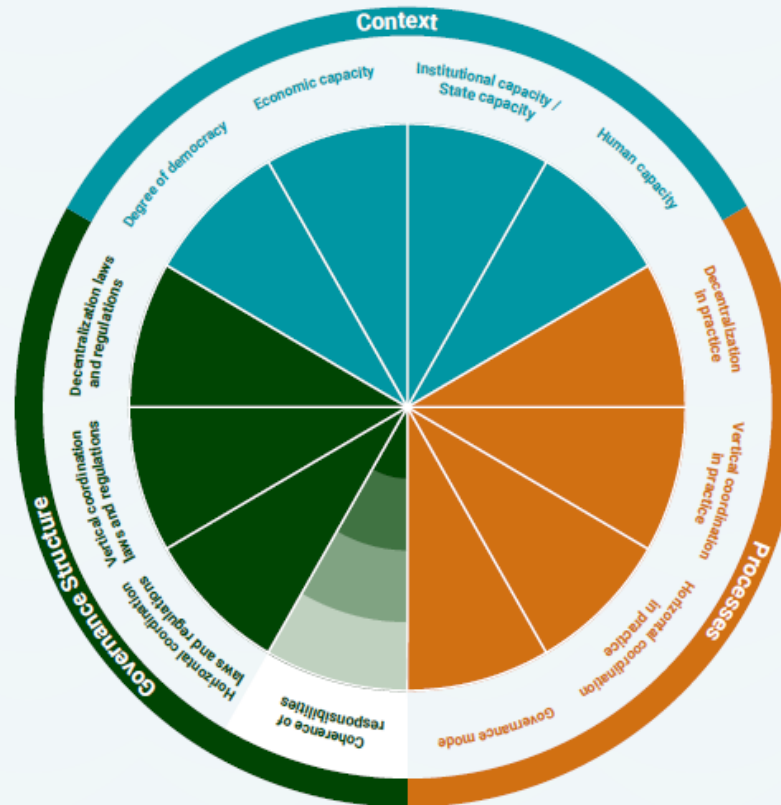 Context
Economic capacity
Institutional capacity /
State capacity
Degree of democracy
Human capacity
Decentralization laws
and regulations
Decentralization
in practice
Vertical coordination
laws and regulations
Vertical coordination
in practice
Governance Structure
Processes
Horizontal coordination
laws and regulations
Horizontal coordination
in practice
Coherence of
responsibilities
Governance mode